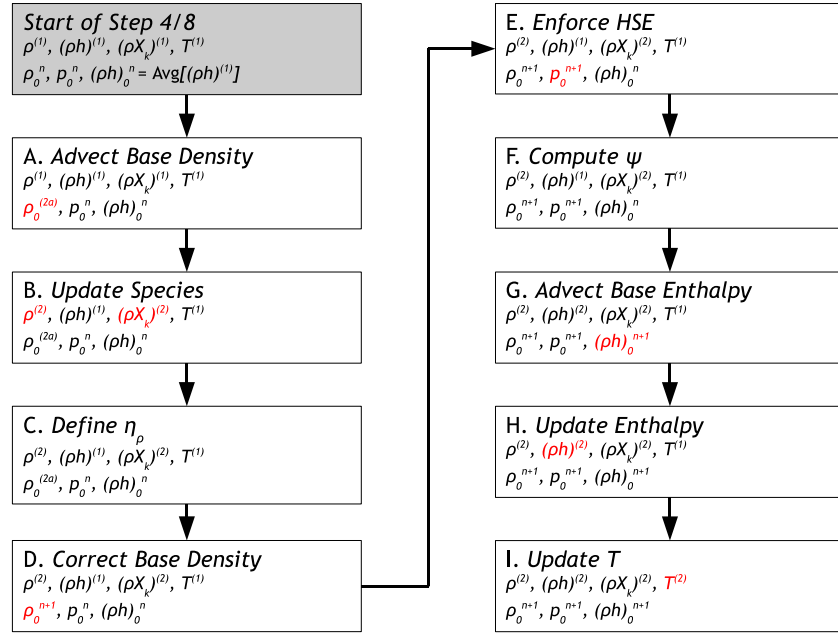 Start of Step 4/8
ρ⁽¹⁾, (ρh)⁽¹⁾, (ρXₖ)⁽¹⁾, T⁽¹⁾
ρ₀ⁿ, p₀ⁿ, (ρh)₀ⁿ = Avg[(ρh)⁽¹⁾]
A. Advect Base Density
ρ⁽¹⁾, (ρh)⁽¹⁾, (ρXₖ)⁽¹⁾, T⁽¹⁾
ρ₀⁽²ᵃ⁾, p₀ⁿ, (ρh)₀ⁿ
B. Update Species
ρ⁽²⁾, (ρh)⁽¹⁾, (ρXₖ)⁽²⁾, T⁽¹⁾
ρ₀⁽²ᵃ⁾, p₀ⁿ, (ρh)₀ⁿ
C. Define ηᵨ
ρ⁽²⁾, (ρh)⁽¹⁾, (ρXₖ)⁽²⁾, T⁽¹⁾
ρ₀⁽²ᵃ⁾, p₀ⁿ, (ρh)₀ⁿ
D. Correct Base Density
ρ⁽²⁾, (ρh)⁽¹⁾, (ρXₖ)⁽²⁾, T⁽¹⁾
ρ₀ⁿ⁺¹, p₀ⁿ, (ρh)₀ⁿ
E. Enforce HSE
ρ⁽²⁾, (ρh)⁽¹⁾, (ρXₖ)⁽²⁾, T⁽¹⁾
ρ₀ⁿ⁺¹, p₀ⁿ⁺¹, (ρh)₀ⁿ
F. Compute ψ
ρ⁽²⁾, (ρh)⁽¹⁾, (ρXₖ)⁽²⁾, T⁽¹⁾
ρ₀ⁿ⁺¹, p₀ⁿ⁺¹, (ρh)₀ⁿ
G. Advect Base Enthalpy
ρ⁽²⁾, (ρh)⁽²⁾, (ρXₖ)⁽²⁾, T⁽¹⁾
ρ₀ⁿ⁺¹, p₀ⁿ⁺¹, (ρh)₀ⁿ⁺¹
H. Update Enthalpy
ρ⁽²⁾, (ρh)⁽²⁾, (ρXₖ)⁽²⁾, T⁽¹⁾
ρ₀ⁿ⁺¹, p₀ⁿ⁺¹, (ρh)₀ⁿ⁺¹
I. Update T
ρ⁽²⁾, (ρh)⁽²⁾, (ρXₖ)⁽²⁾, T⁽²⁾
ρ₀ⁿ⁺¹, p₀ⁿ⁺¹, (ρh)₀ⁿ⁺¹